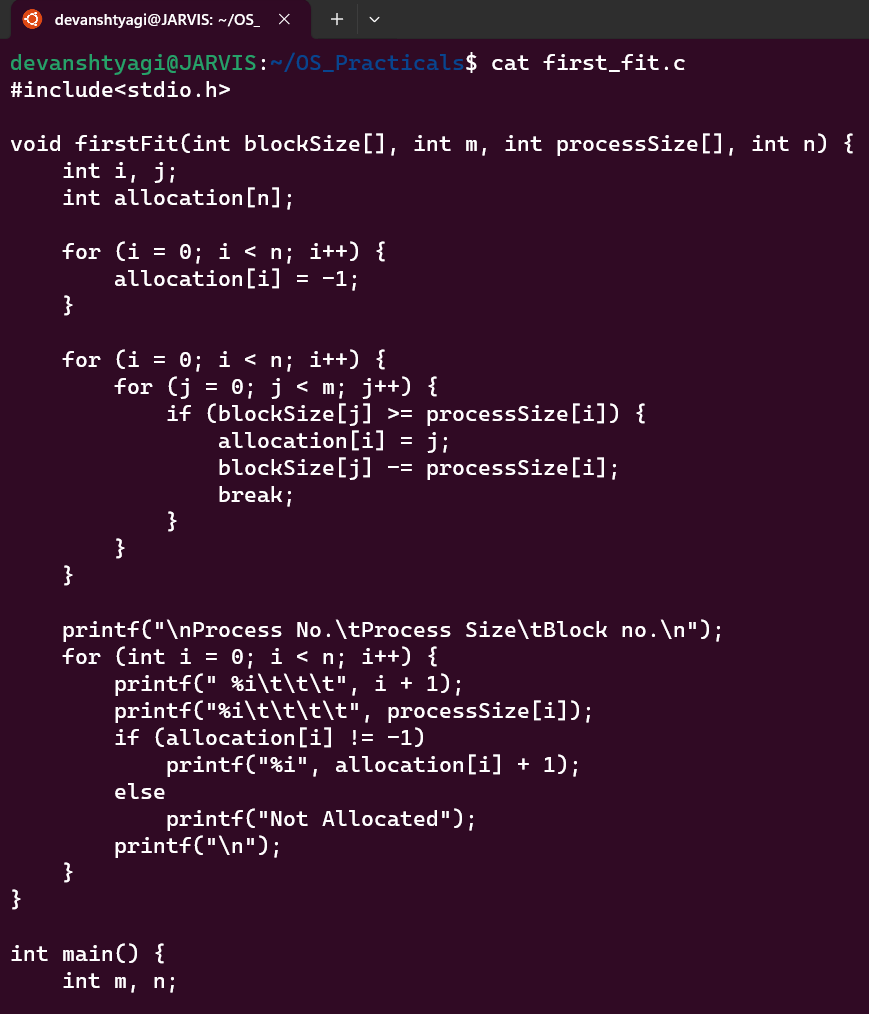 devanshtyagi@JARVIS: ~/OS_
devanshtyagi@JARVIS:~/OS_Practicals$ cat first_fit.c
#include<stdio.h>

void firstFit(int blockSize[], int m, int processSize[], int n) {
    int i, j;
    int allocation[n];

    for (i = 0; i < n; i++) {
        allocation[i] = -1;
    }

    for (i = 0; i < n; i++) {
        for (j = 0; j < m; j++) {
            if (blockSize[j] >= processSize[i]) {
                allocation[i] = j;
                blockSize[j] -= processSize[i];
                break;
            }
        }
    }

    printf("\nProcess No.\tProcess Size\tBlock no.\n");
    for (int i = 0; i < n; i++) {
        printf(" %i\t\t\t", i + 1);
        printf("%i\t\t\t\t", processSize[i]);
        if (allocation[i] != -1)
            printf("%i", allocation[i] + 1);
        else
            printf("Not Allocated");
        printf("\n");
    }
}

int main() {
    int m, n;